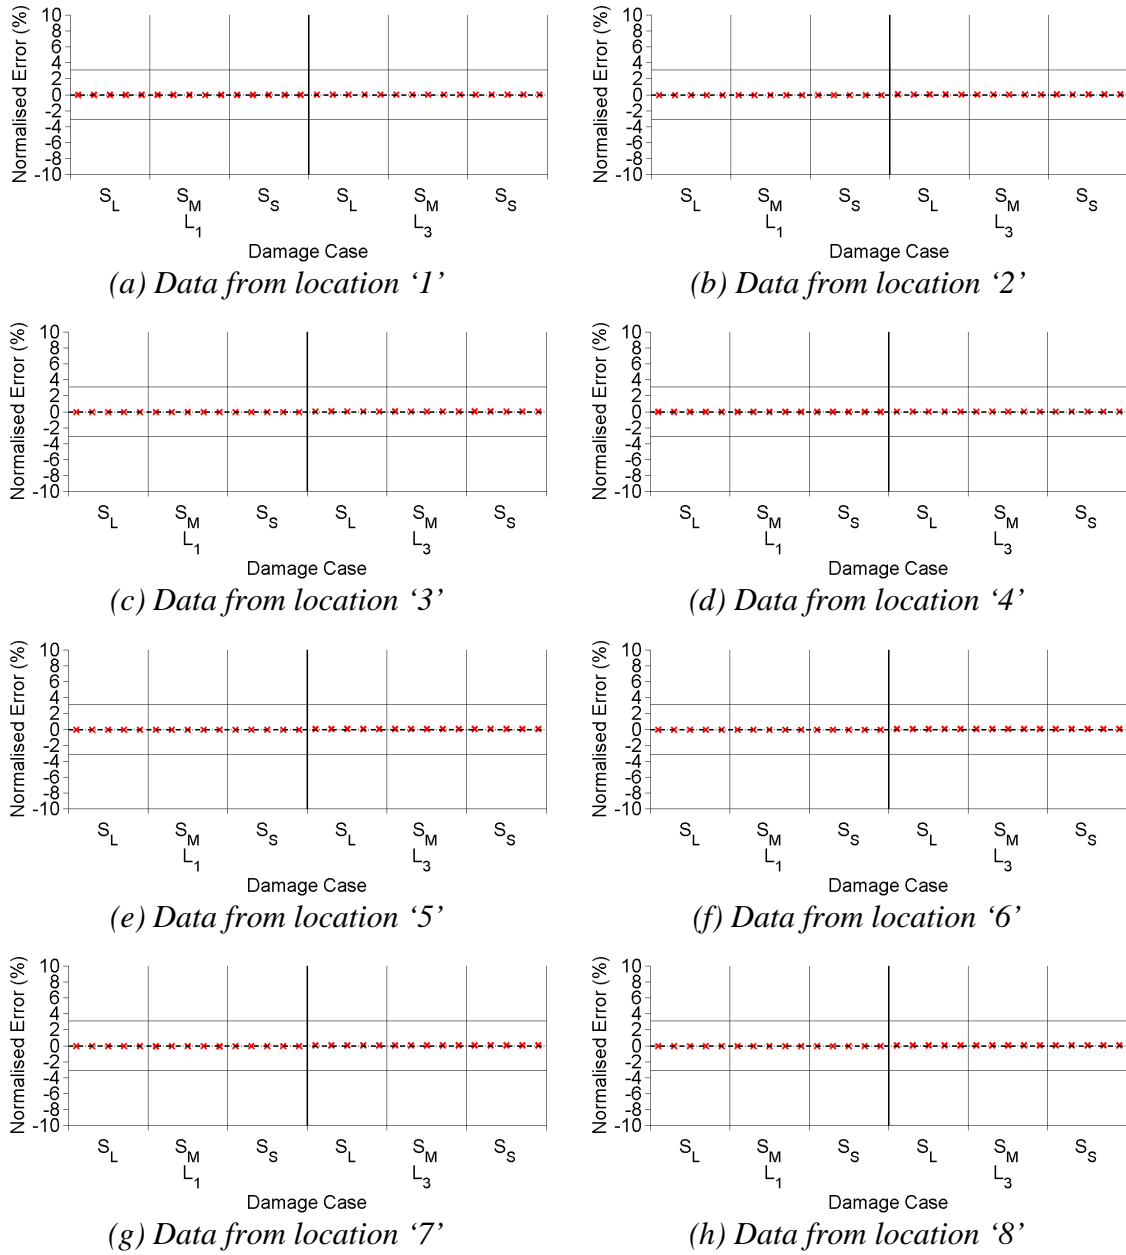 Normalised Error (%)
10
8
6
4
2
0
-2
-4
-6
-8
-10
S_L S_M S_S S_L S_M S_S
L_1 L_3
Damage Case
(a) Data from location ‘1’
Normalised Error (%)
10
8
6
4
2
0
-2
-4
-6
-8
-10
S_L S_M S_S S_L S_M S_S
L_1 L_3
Damage Case
(b) Data from location ‘2’
Normalised Error (%)
10
8
6
4
2
0
-2
-4
-6
-8
-10
S_L S_M S_S S_L S_M S_S
L_1 L_3
Damage Case
(c) Data from location ‘3’
Normalised Error (%)
10
8
6
4
2
0
-2
-4
-6
-8
-10
S_L S_M S_S S_L S_M S_S
L_1 L_3
Damage Case
(d) Data from location ‘4’
Normalised Error (%)
10
8
6
4
2
0
-2
-4
-6
-8
-10
S_L S_M S_S S_L S_M S_S
L_1 L_3
Damage Case
(e) Data from location ‘5’
Normalised Error (%)
10
8
6
4
2
0
-2
-4
-6
-8
-10
S_L S_M S_S S_L S_M S_S
L_1 L_3
Damage Case
(f) Data from location ‘6’
Normalised Error (%)
10
8
6
4
2
0
-2
-4
-6
-8
-10
S_L S_M S_S S_L S_M S_S
L_1 L_3
Damage Case
(g) Data from location ‘7’
Normalised Error (%)
10
8
6
4
2
0
-2
-4
-6
-8
-10
S_L S_M S_S S_L S_M S_S
L_1 L_3
Damage Case
(h) Data from location ‘8’